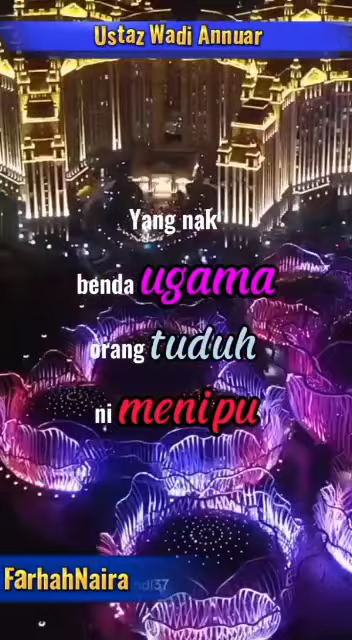 Ustaz Wadi Annuar
Yang nak
benda ugama
orang tuduh
ni menipu
FarhahNaira